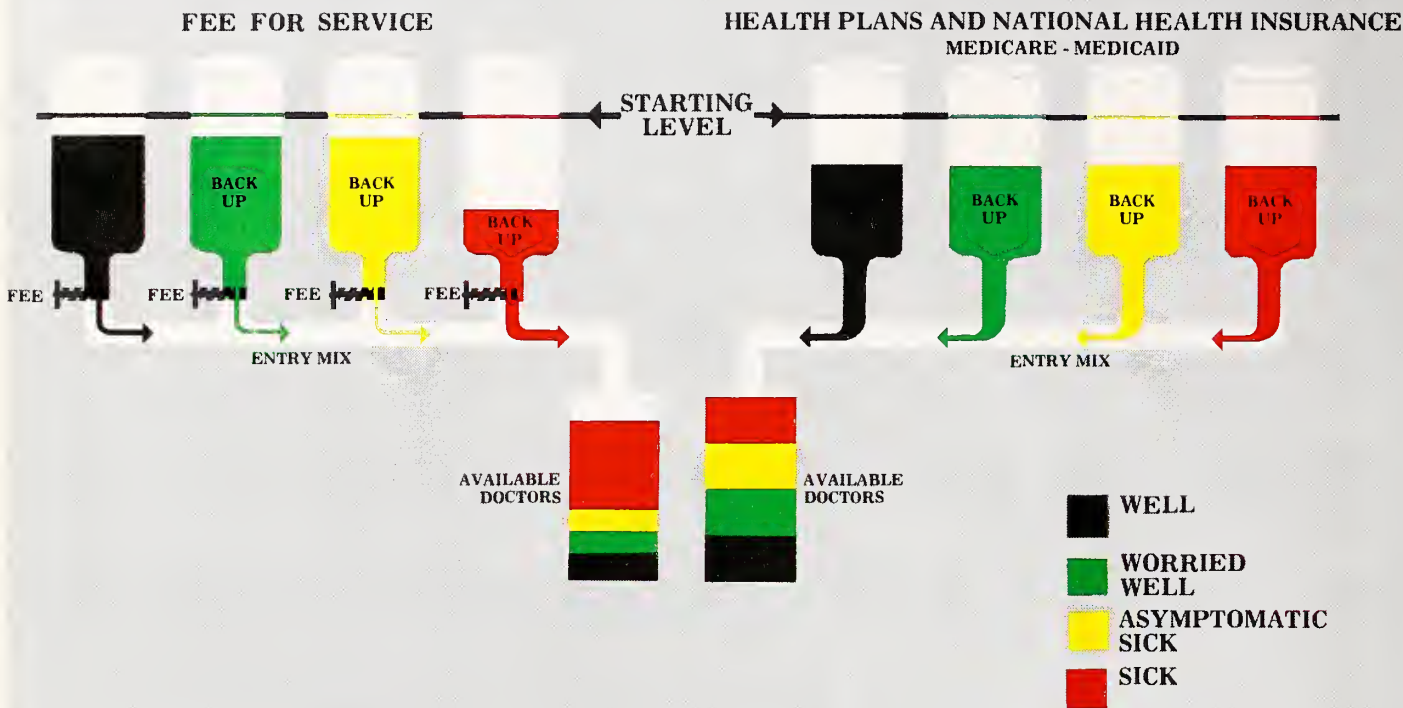 FEE FOR SERVICE
HEALTH PLANS AND NATIONAL HEALTH INSURANCE
MEDICARE - MEDICAID
STARTING
LEVEL
BACK
UP
BACK
UP
BACK
UP
BACK
UP
BACK
UP
BACK
UP
FEE
FEE
FEE
FEE
ENTRY MIX
ENTRY MIX
AVAILABLE
DOCTORS
AVAILABLE
DOCTORS
WELL
WORRIED
WELL
ASYMPTOMATIC
SICK
SICK